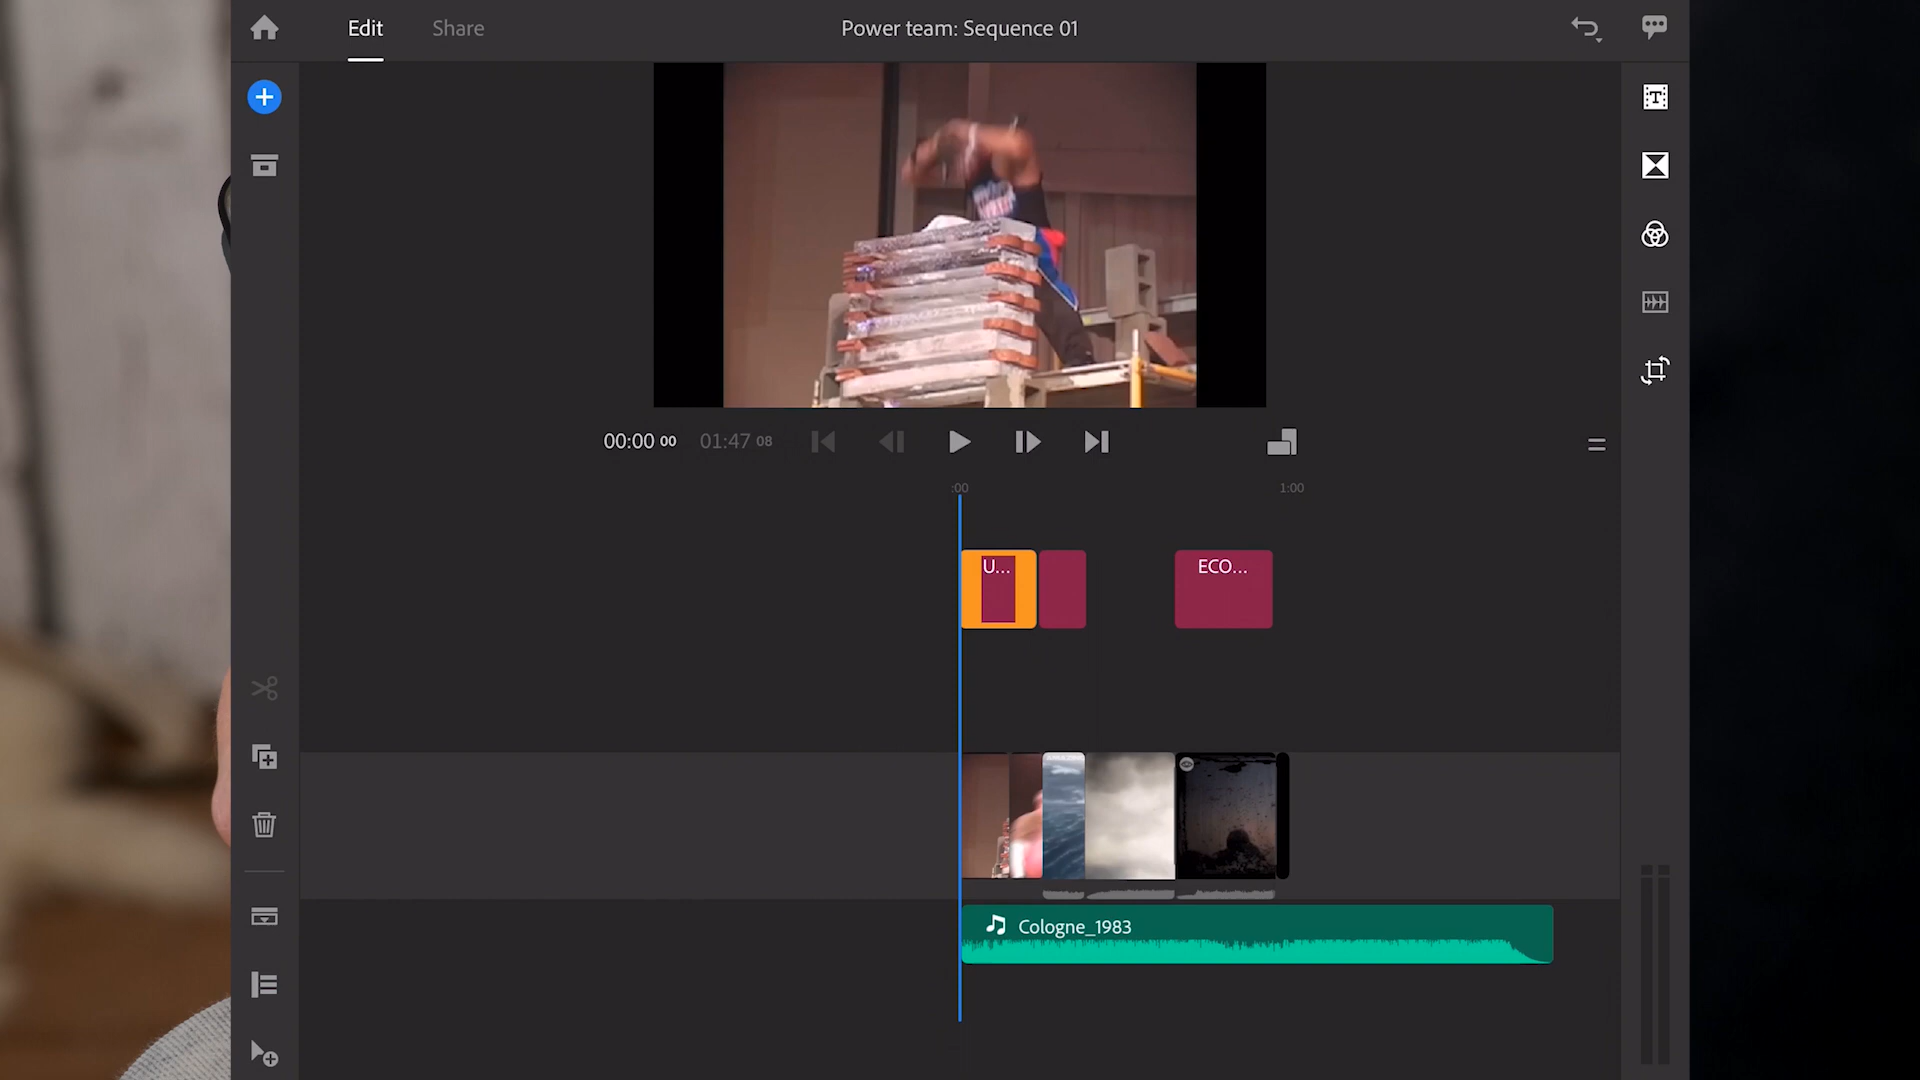 Edit
Share
Power team: Sequence 01
00:00 00
01:47 08
:00
1:00
U...
ECO...
Cologne_1983